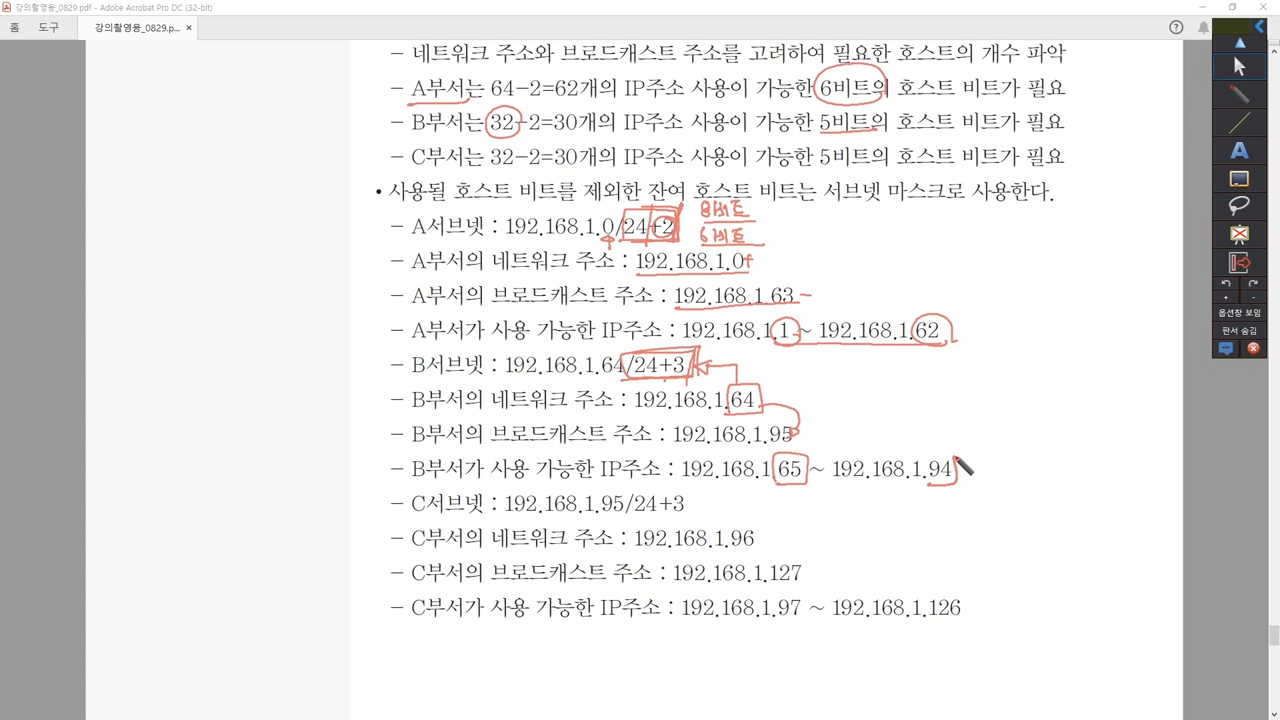 강의촬영용_0829.pdf - Adobe Acrobat Pro DC (32-bit)
홈 도구 강의촬영용_0829.p... ×
– 네트워크 주소와 브로드캐스트 주소를 고려하여 필요한 호스트의 개수 파악
– A부서는 64−2=62개의 IP주소 사용이 가능한 6비트의 호스트 비트가 필요
– B부서는 32−2=30개의 IP주소 사용이 가능한 5비트의 호스트 비트가 필요
– C부서는 32−2=30개의 IP주소 사용이 가능한 5비트의 호스트 비트가 필요
• 사용될 호스트 비트를 제외한 잔여 호스트 비트는 서브넷 마스크로 사용한다.
8비트
– A서브넷 : 192.168.1.0/24+2
6비트
– A부서의 네트워크 주소 : 192.168.1.0
– A부서의 브로드캐스트 주소 : 192.168.1.63
– A부서가 사용 가능한 IP주소 : 192.168.1.1 ~ 192.168.1.62
– B서브넷 : 192.168.1.64/24+3
– B부서의 네트워크 주소 : 192.168.1.64
– B부서의 브로드캐스트 주소 : 192.168.1.95
– B부서가 사용 가능한 IP주소 : 192.168.1.65 ~ 192.168.1.94
– C서브넷 : 192.168.1.95/24+3
– C부서의 네트워크 주소 : 192.168.1.96
– C부서의 브로드캐스트 주소 : 192.168.1.127
– C부서가 사용 가능한 IP주소 : 192.168.1.97 ~ 192.168.1.126
A
+ -
옵션창 보임
판서 숨김